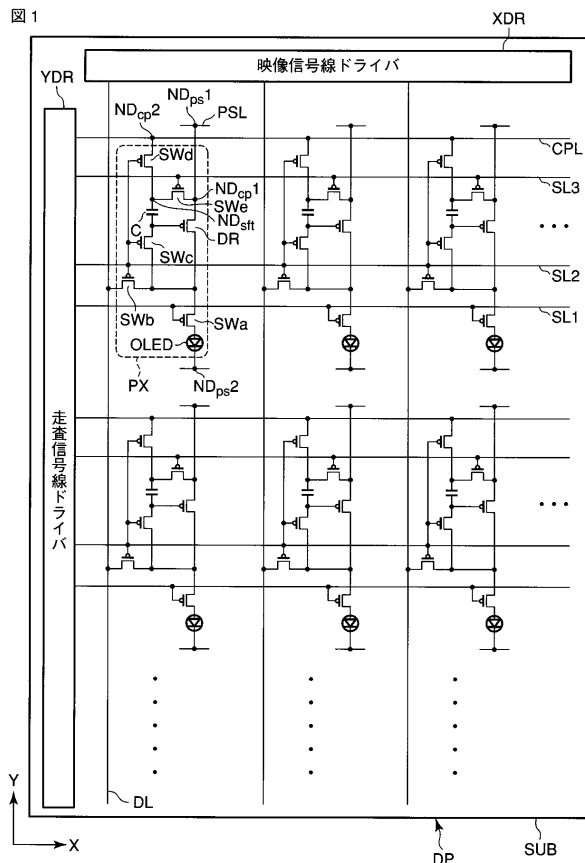 図1
XDR
YDR
映像信号線ドライバ
NDps1
NDcp2
PSL
CPL
SWd
SL3
NDcp1
SWe
NDsft
C
DR
SWc
SL2
SL1
SWb
SWa
OLED
PX
NDps2
走査信号線ドライバ
Y
X
DL
DP
SUB